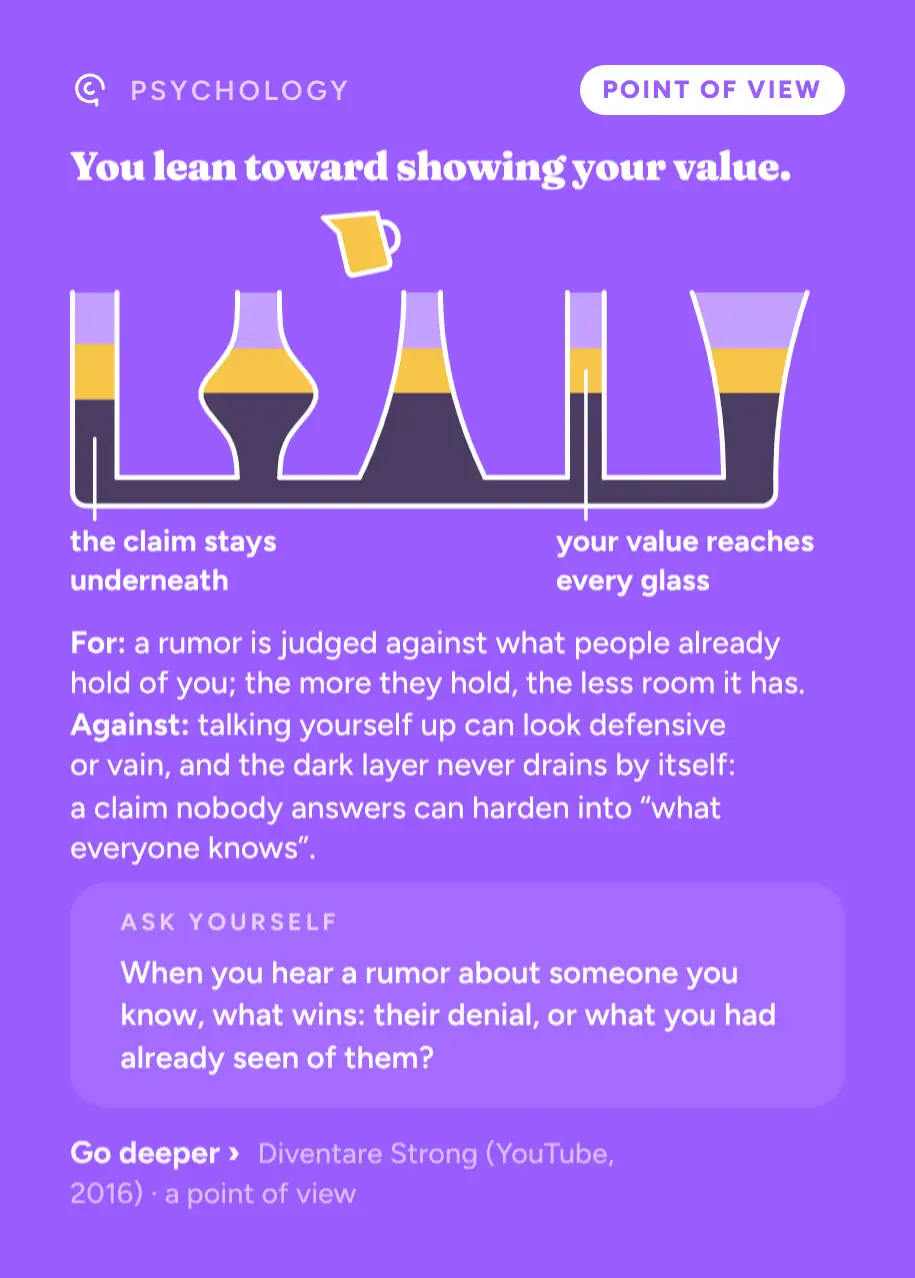 PSYCHOLOGY
POINT OF VIEW
You lean toward showing your value.
the claim stays
underneath
your value reaches
every glass
For: a rumor is judged against what people already
hold of you; the more they hold, the less room it has.
Against: talking yourself up can look defensive
or vain, and the dark layer never drains by itself:
a claim nobody answers can harden into “what
everyone knows”.
ASK YOURSELF
When you hear a rumor about someone you
know, what wins: their denial, or what you had
already seen of them?
Go deeper › Diventare Strong (YouTube,
2016) · a point of view